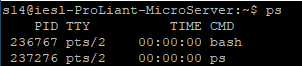 sl4@iesl-ProLiant-MicroServer:~$ ps
    PID TTY          TIME CMD
 236767 pts/2    00:00:00 bash
 237276 pts/2    00:00:00 ps